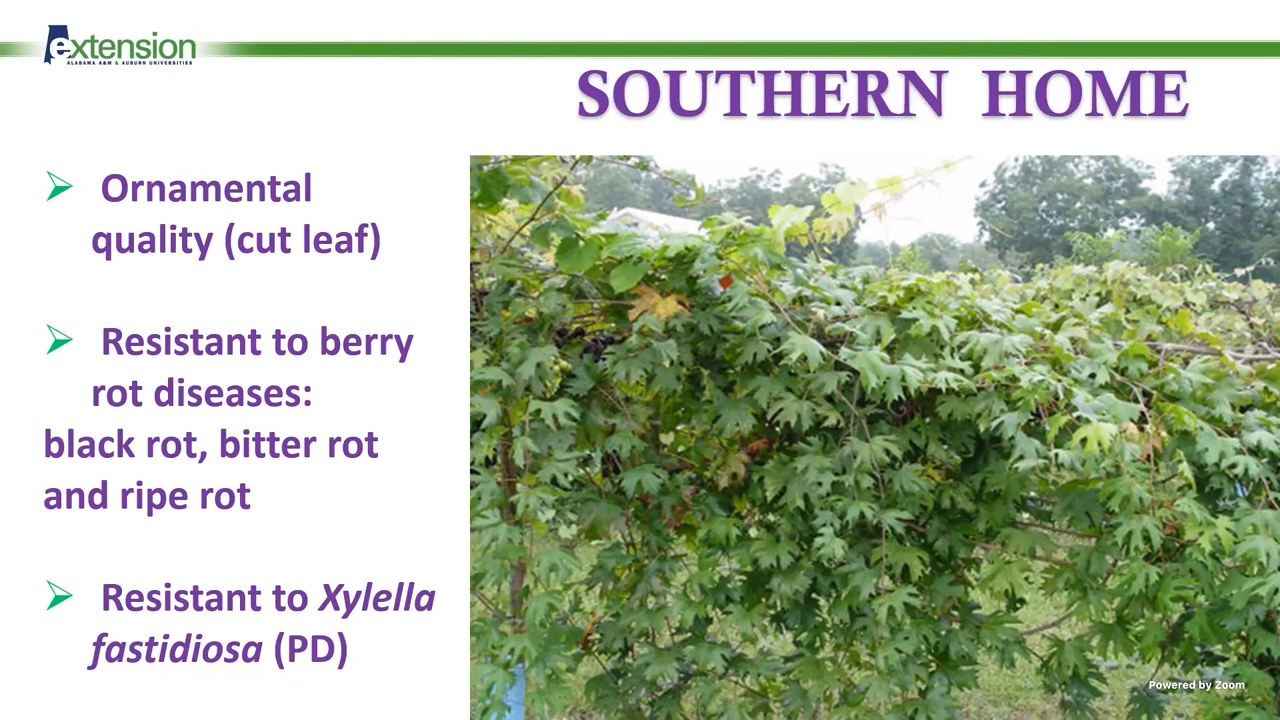 extension
ALABAMA A&M & AUBURN UNIVERSITIES
SOUTHERN HOME
Ornamental
quality (cut leaf)
Resistant to berry
rot diseases:
black rot, bitter rot
and ripe rot
Resistant to Xylella
fastidiosa (PD)
Powered by Zoom